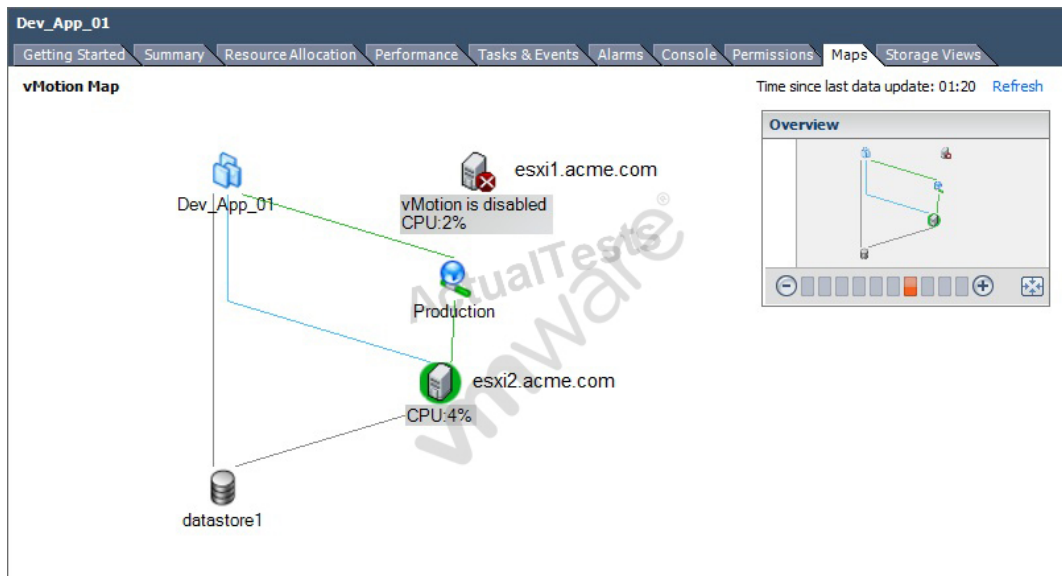 Dev_App_01
Getting Started Summary Resource Allocation Performance Tasks & Events Alarms Console Permissions Maps Storage Views
vMotion Map
Time since last data update: 01:20 Refresh
Overview
Dev_App_01
esxi1.acme.com
vMotion is disabled
CPU:2%
Production
esxi2.acme.com
CPU:4%
datastore1
ActualTests
vmware®